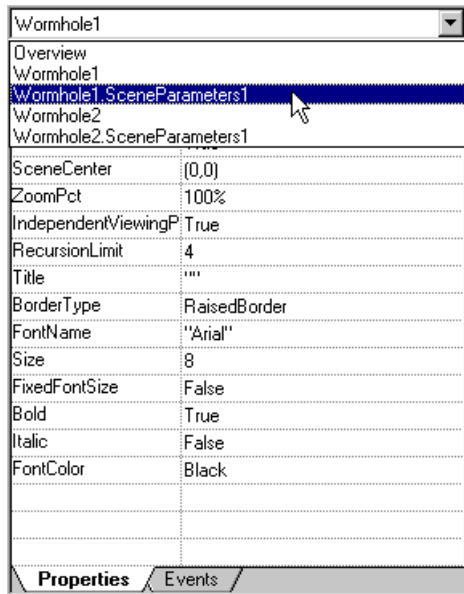 Wormhole1
Overview
Wormhole1
Wormhole1.SceneParameters1
Wormhole2
Wormhole2.SceneParameters1
SceneCenter (0,0)
ZoomPct 100%
IndependentViewingP True
RecursionLimit 4
Title ""
BorderType RaisedBorder
FontName "Arial"
Size 8
FixedFontSize False
Bold True
Italic False
FontColor Black
Properties Events